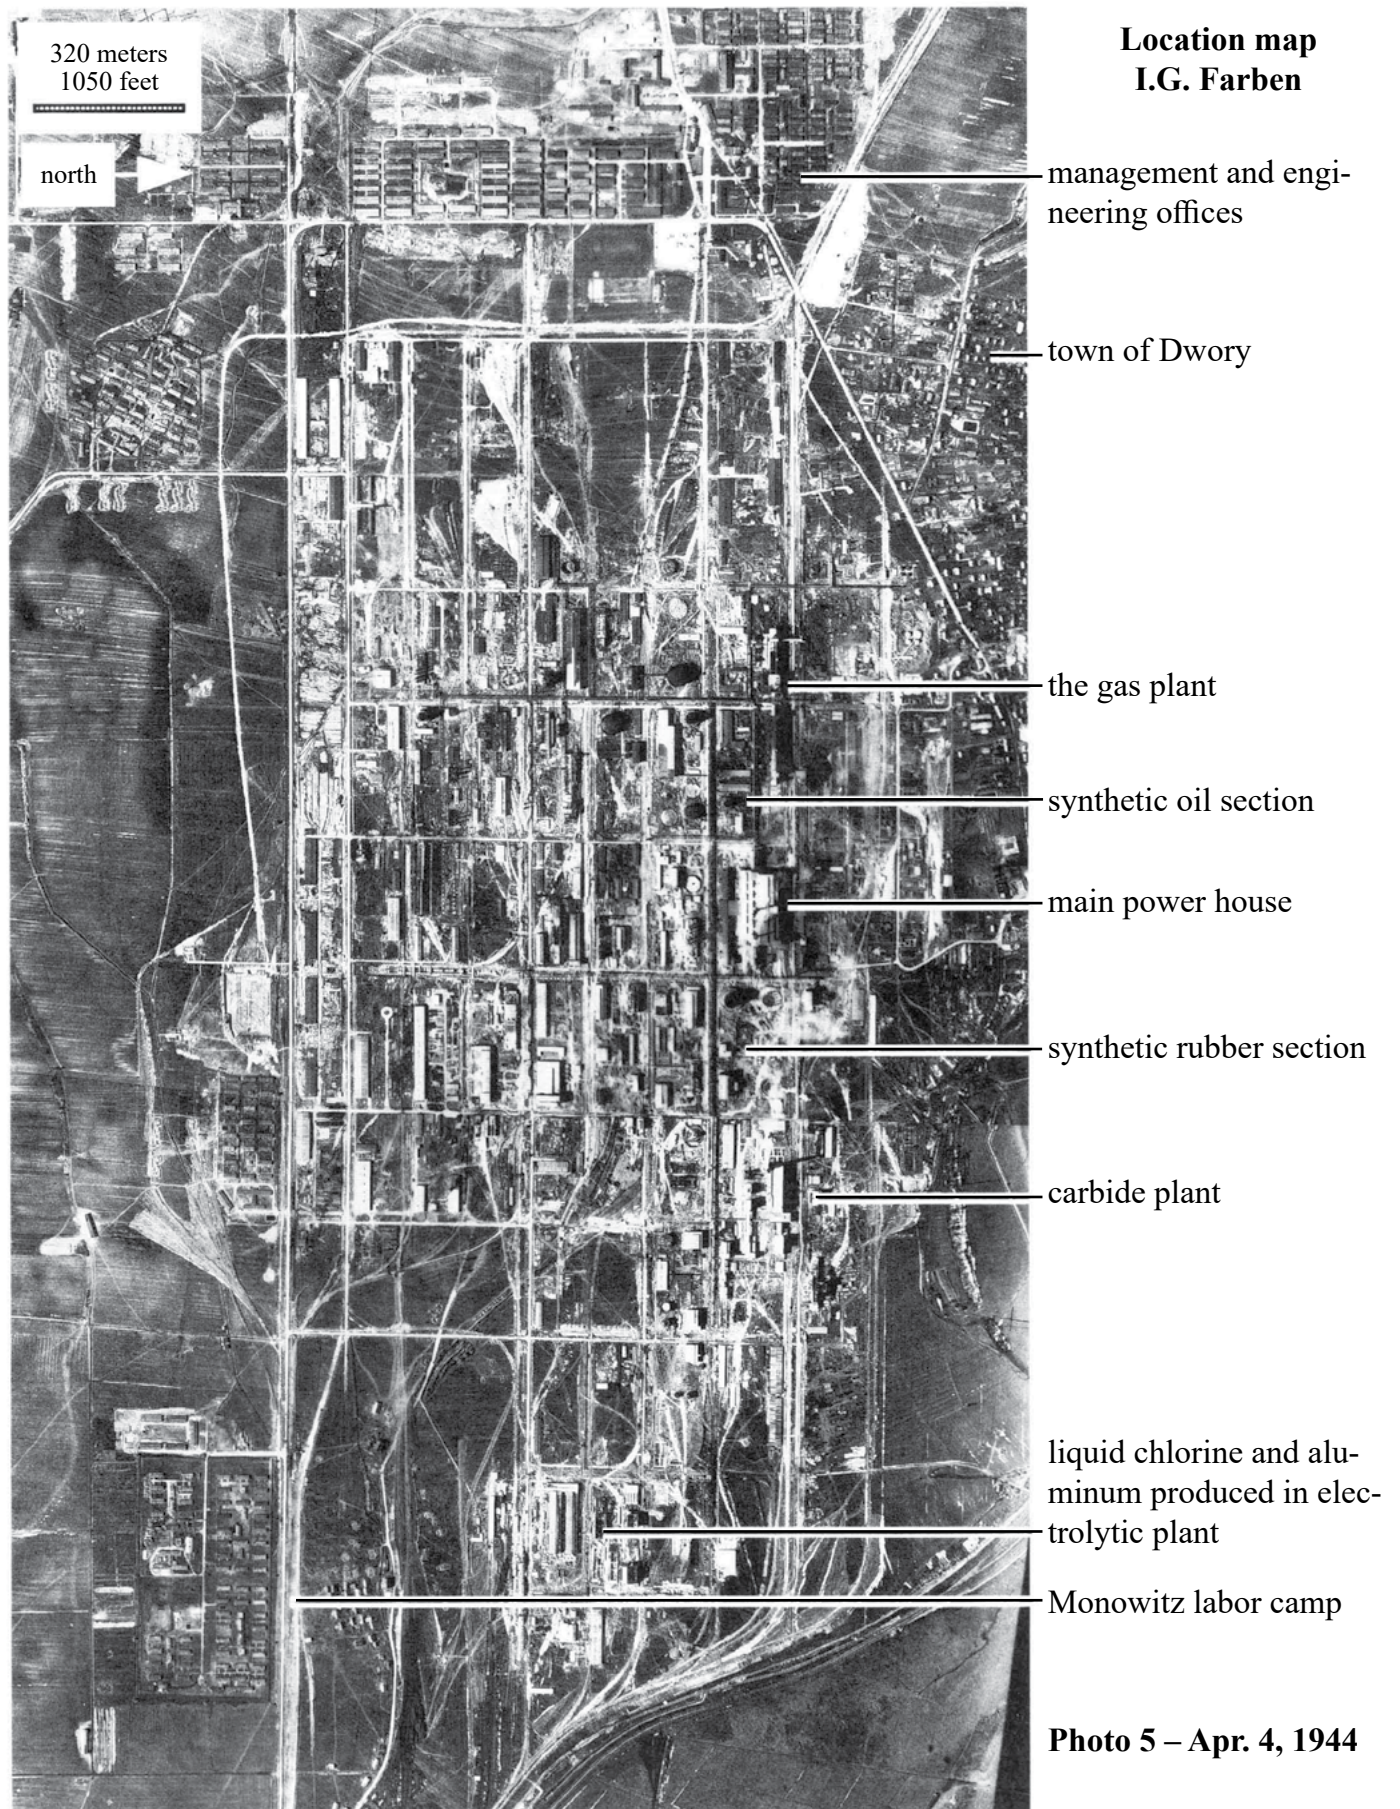 320 meters
1050 feet
north
Location map
I.G. Farben
management and engi-
neering offices
town of Dwory
the gas plant
synthetic oil section
main power house
synthetic rubber section
carbide plant
liquid chlorine and alu-
minum produced in elec-
trolytic plant
Monowitz labor camp
Photo 5 – Apr. 4, 1944